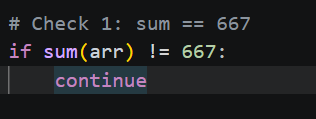 # Check 1: sum == 667
if sum(arr) != 667:
    continue